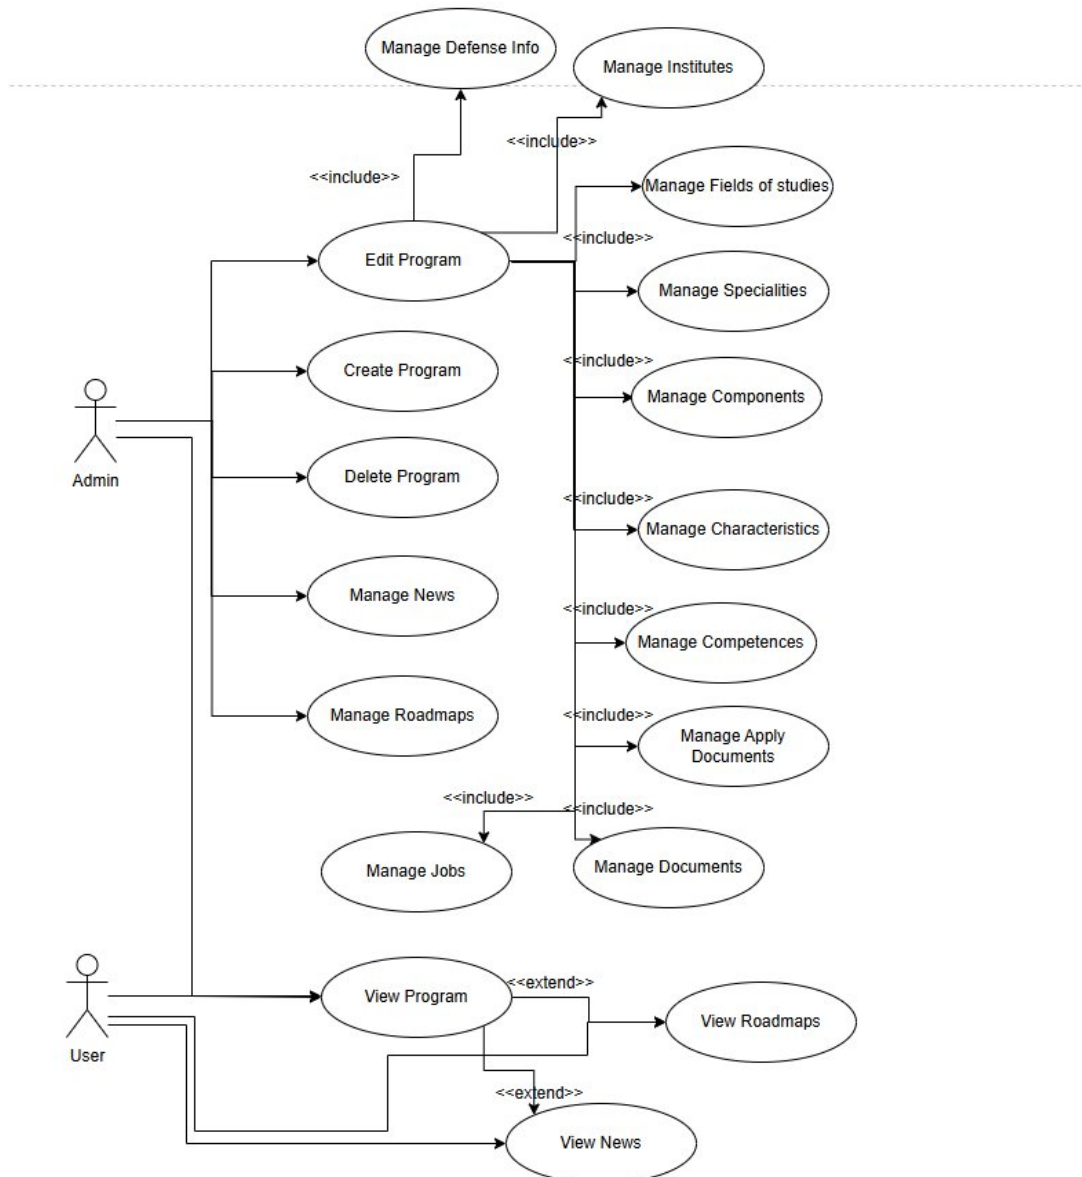 Manage Defense Info
Manage Institutes
<<include>>
<<include>>
Manage Fields of studies
<<include>>
Edit Program
Manage Specialities
<<include>>
Create Program
Manage Components
Admin
Delete Program
<<include>>
Manage Characteristics
Manage News
<<include>>
Manage Competences
Manage Roadmaps
<<include>>
Manage Apply
Documents
<<include>>
<<include>>
Manage Jobs
Manage Documents
View Program
<<extend>>
View Roadmaps
User
<<extend>>
View News